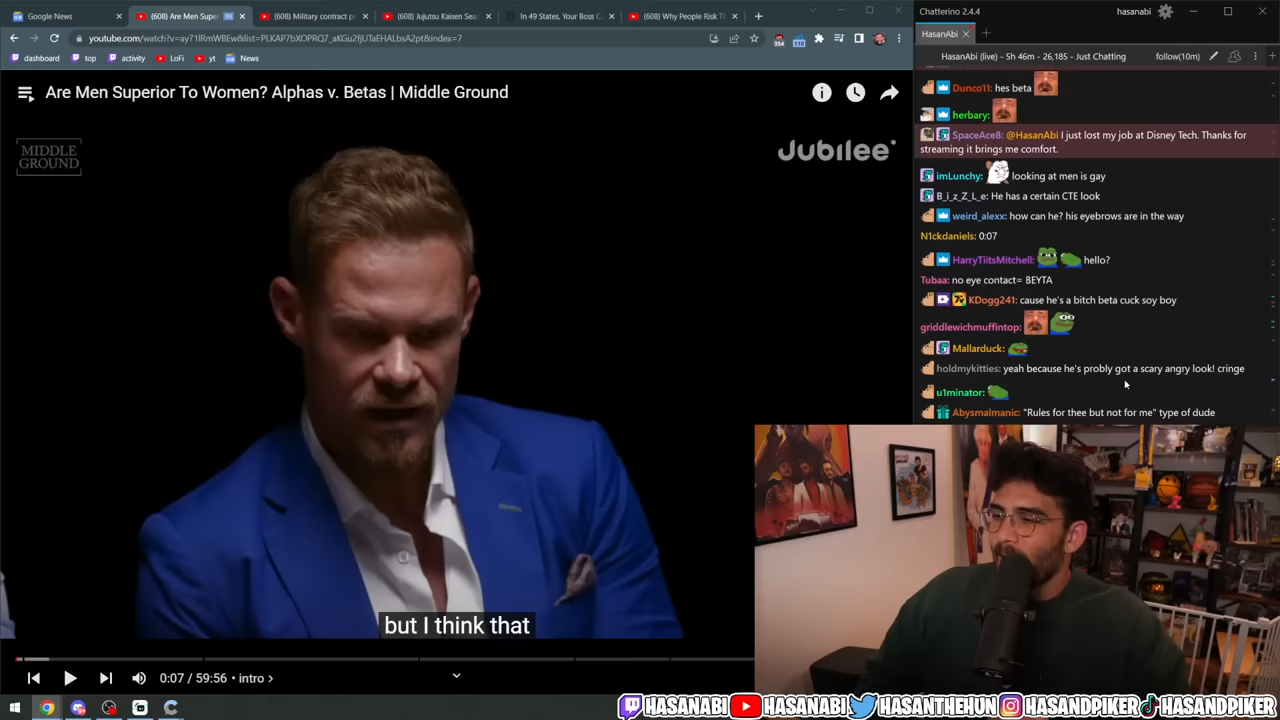 Google News
(608) Are Men Supe
(608) Military contract p
(608) Jujutsu Kaisen Sea
In 49 States, Your Boss C
(608) Why People Risk Th
youtube.com/watch?v=ay71lRmWBEw&list=PLKAP7bXOPRQ7_aKGu2fjUTaEHALbsA2pt&index=7
dashboard
top
activity
LoFi
yt
News
Are Men Superior To Women? Alphas v. Betas | Middle Ground
MIDDLE
GROUND
Jubilee
but I think that
0:07 / 59:56 • intro >
Chatterino 2.4.4
hasanabi
HasanAbi
HasanAbi (live) - 5h 46m - 26,185 - Just Chatting
follow(10m)
Dunco11: hes beta
herbary:
SpaceAce8: @HasanAbi I just lost my job at Disney Tech. Thanks for
streaming it brings me comfort.
imLunchy: looking at men is gay
B_i_z_Z_L_e: He has a certain CTE look
weird_alexx: how can he? his eyebrows are in the way
N1ckdaniels: 0:07
HarryTiitsMitchell: hello?
Tubaa: no eye contact= BEYTA
KDogg241: cause he's a bitch beta cuck soy boy
griddlewichmuffintop:
Mallarduck:
holdmykitties: yeah because he's probly got a scary angry look! cringe
u1minator:
Abysmalmanic: "Rules for thee but not for me" type of dude
HASANABI
HASANABI
HASANTHEHUN
HASANDPIKER
HASANDPIKER